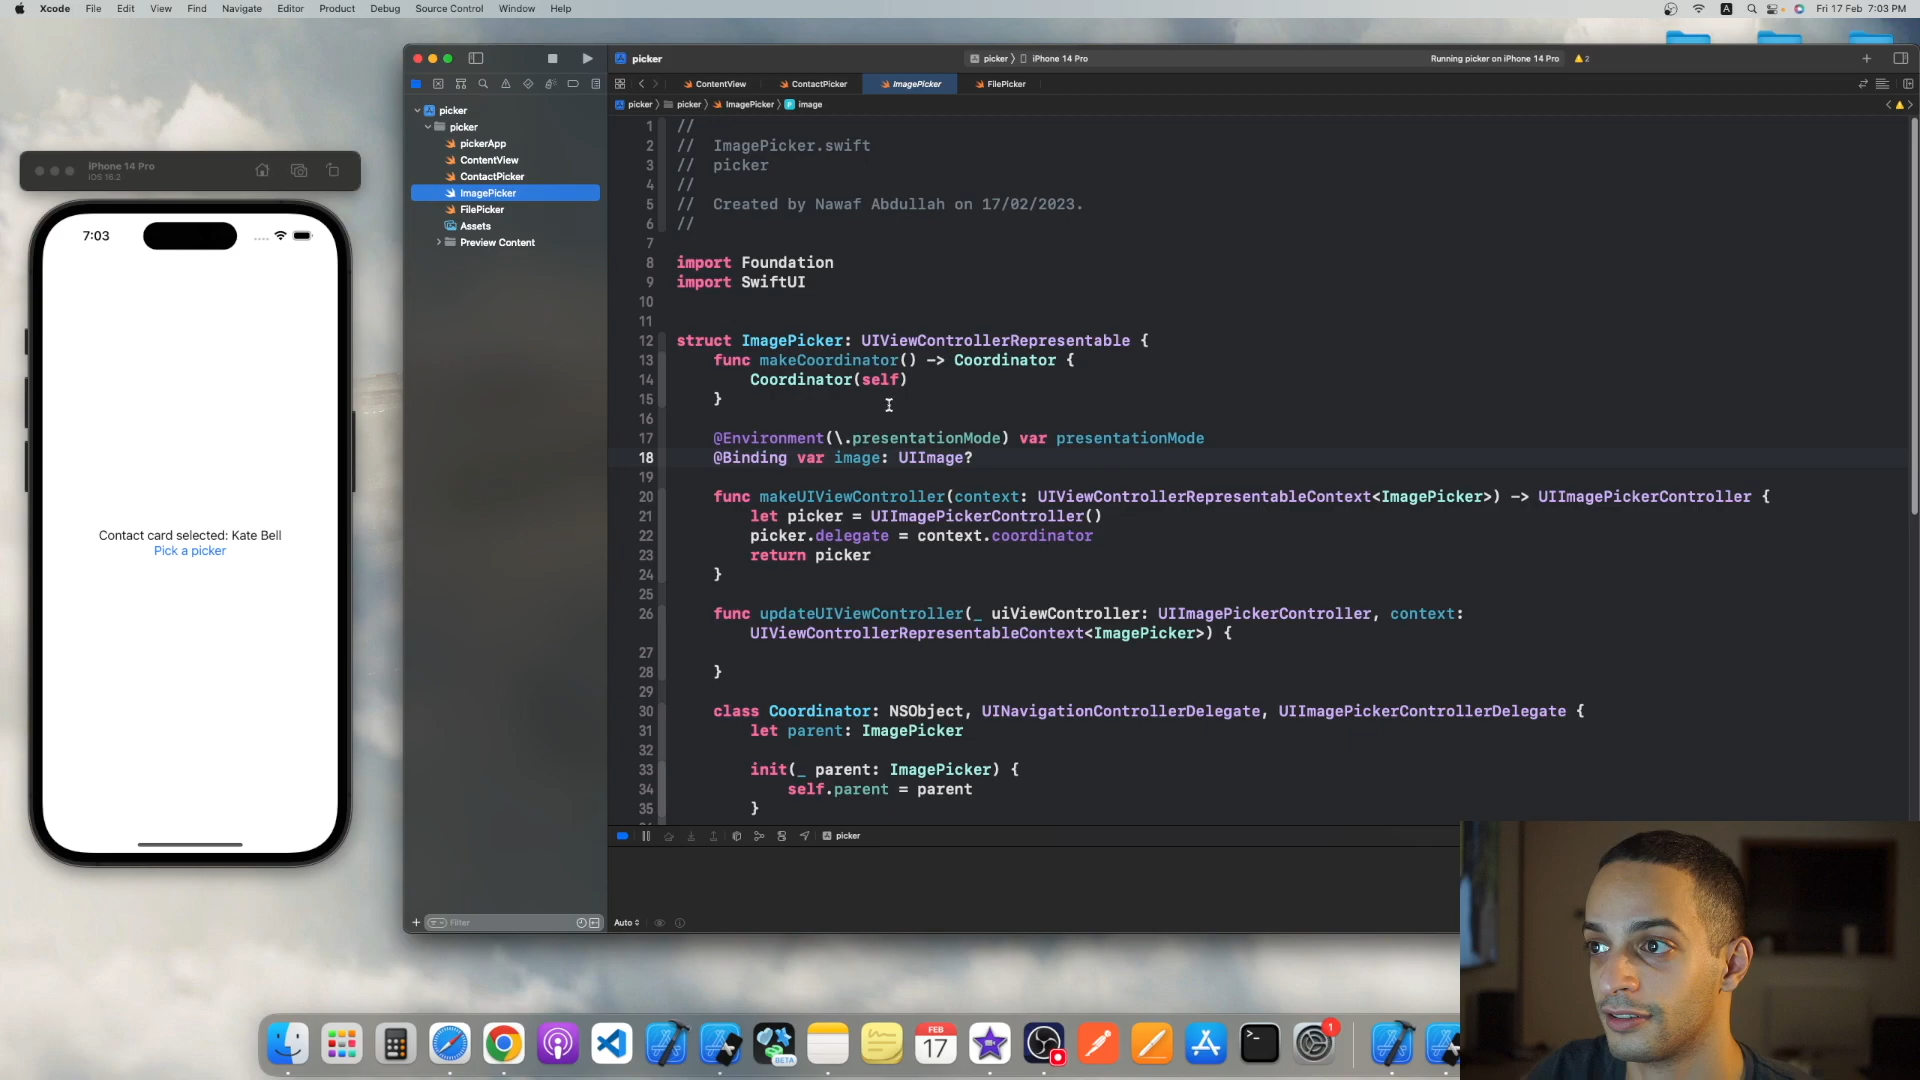 Xcode File Edit View Find Navigate Editor Product Debug Source Control Window Help
A Fri 17 Feb 7:03 PM
picker
picker iPhone 14 Pro
Running picker on iPhone 14 Pro
2
ContentView
ContactPicker
ImagePicker
FilePicker
picker
picker
ImagePicker
image
picker
picker
pickerApp
ContentView
ContactPicker
ImagePicker
FilePicker
Assets
Preview Content
iPhone 14 Pro
iOS 16.2
7:03
Contact card selected: Kate Bell
Pick a picker
1 //
2 //  ImagePicker.swift
3 //  picker
4 //
5 //  Created by Nawaf Abdullah on 17/02/2023.
6 //
7
8 import Foundation
9 import SwiftUI
10
11
12 struct ImagePicker: UIViewControllerRepresentable {
13     func makeCoordinator() -> Coordinator {
14         Coordinator(self)
15     }
16
17     @Environment(\.presentationMode) var presentationMode
18     @Binding var image: UIImage?
19
20     func makeUIViewController(context: UIViewControllerRepresentableContext<ImagePicker>) -> UIImagePickerController {
21         let picker = UIImagePickerController()
22         picker.delegate = context.coordinator
23         return picker
24     }
25
26     func updateUIViewController(_ uiViewController: UIImagePickerController, context:
UIViewControllerRepresentableContext<ImagePicker>) {
27
28     }
29
30     class Coordinator: NSObject, UINavigationControllerDelegate, UIImagePickerControllerDelegate {
31         let parent: ImagePicker
32
33         init(_ parent: ImagePicker) {
34             self.parent = parent
35         }
picker
Filter
Auto
BETA
FEB
17
1